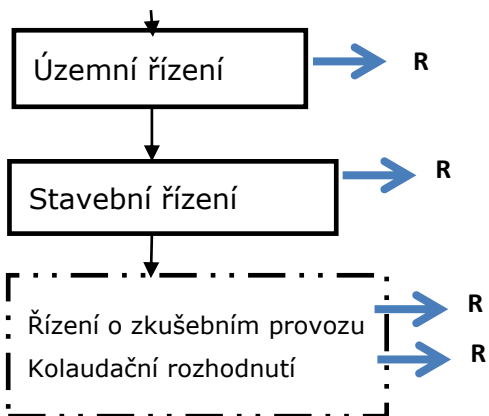 Územní řízení R
Stavební řízení R
Řízení o zkušebním provozu R
Kolaudační rozhodnutí R